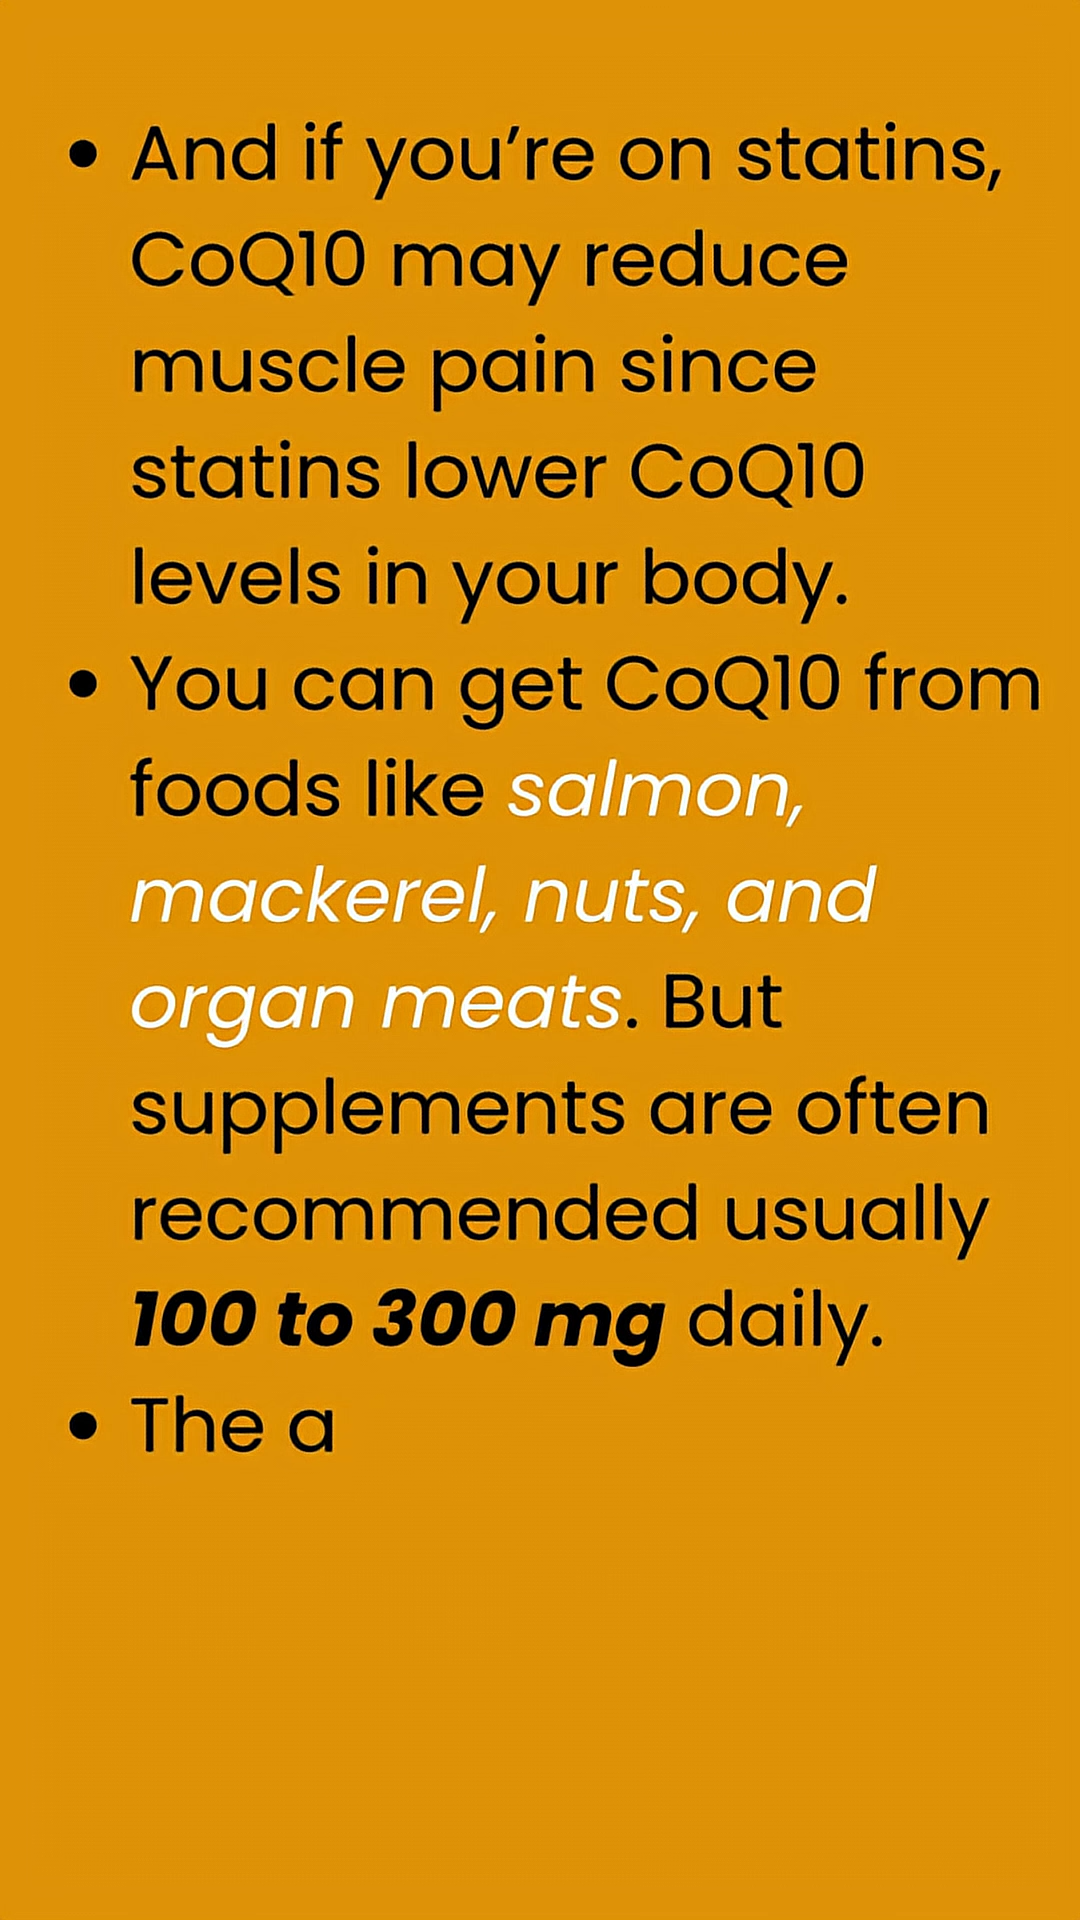 • And if you’re on statins,
CoQ10 may reduce
muscle pain since
statins lower CoQ10
levels in your body.
• You can get CoQ10 from
foods like salmon,
mackerel, nuts, and
organ meats. But
supplements are often
recommended usually
100 to 300 mg daily.
• The a